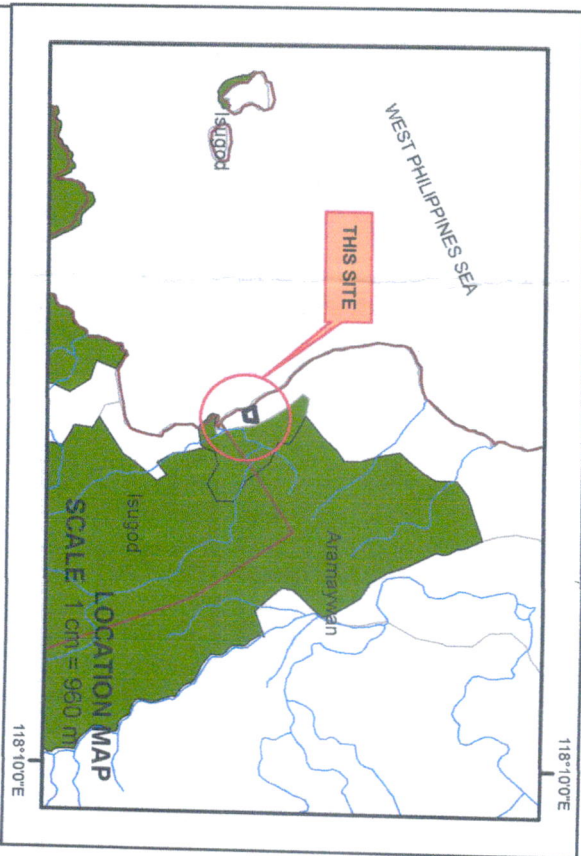 WEST PHILIPPINES SEA
Isugod
THIS SITE
Aramaywan
Isugod
LOCATION MAP
SCALE 1 cm = 960 m
118°10'0"E
118°10'0"E